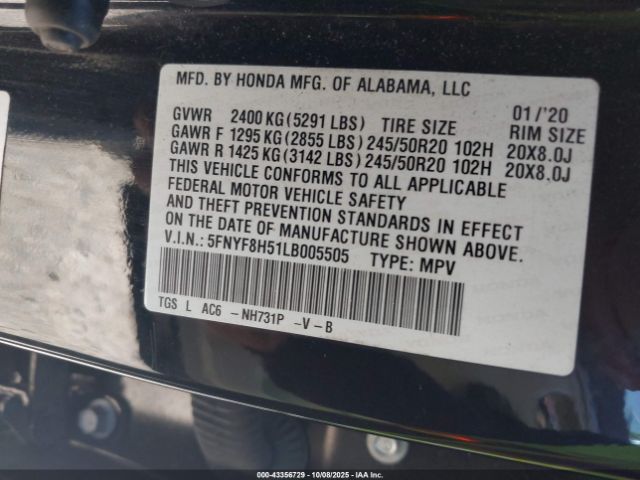 MFD. BY HONDA MFG. OF ALABAMA, LLC
01/'20
GVWR 2400 KG (5291 LBS) TIRE SIZE RIM SIZE
GAWR F 1295 KG (2855 LBS) 245/50R20 102H 20X8.0J
GAWR R 1425 KG (3142 LBS) 245/50R20 102H 20X8.0J
THIS VEHICLE CONFORMS TO ALL APPLICABLE
FEDERAL MOTOR VEHICLE SAFETY
AND THEFT PREVENTION STANDARDS IN EFFECT
ON THE DATE OF MANUFACTURE SHOWN ABOVE.
V.I.N.: 5FNYF8H51LB005505 TYPE: MPV
TGS L AC6 -NH731P -V-B
00-43356729 - 10/08/2025 - IAAI Inc.